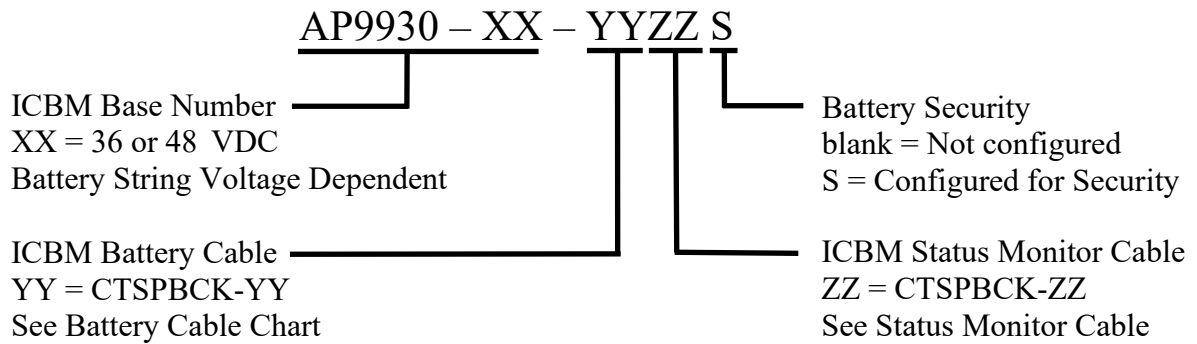 AP9930 – XX – YYZZ S
ICBM Base Number
XX = 36 or 48 VDC
Battery String Voltage Dependent
Battery Security
blank = Not configured
S = Configured for Security
ICBM Battery Cable
YY = CTSPBCK-YY
See Battery Cable Chart
ICBM Status Monitor Cable
ZZ = CTSPBCK-ZZ
See Status Monitor Cable